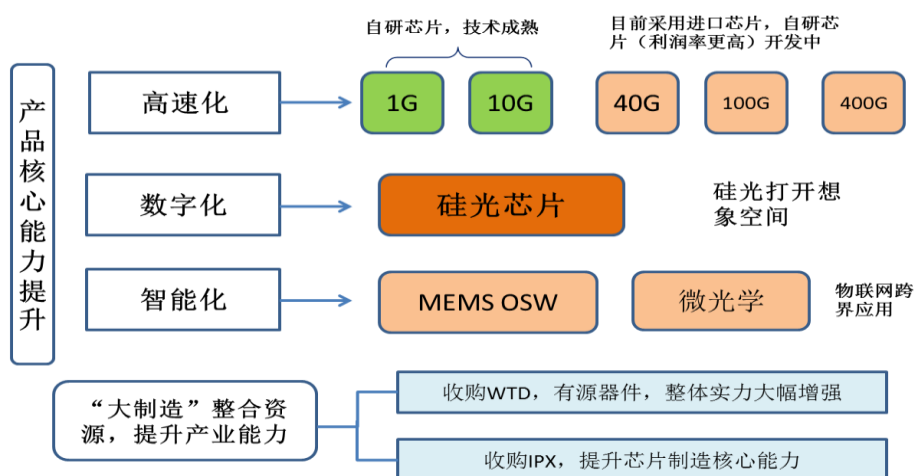 产品核心能力提升
自研芯片，技术成熟
目前采用进口芯片，自研芯
片（利润率更高）开发中
高速化
1G
10G
40G
100G
400G
数字化
硅光芯片
硅光打开想
象空间
智能化
MEMS OSW
微光学
物联网跨
界应用
“大制造”整合资
源，提升产业能力
收购WTD，有源器件，整体实力大幅增强
收购IPX，提升芯片制造核心能力